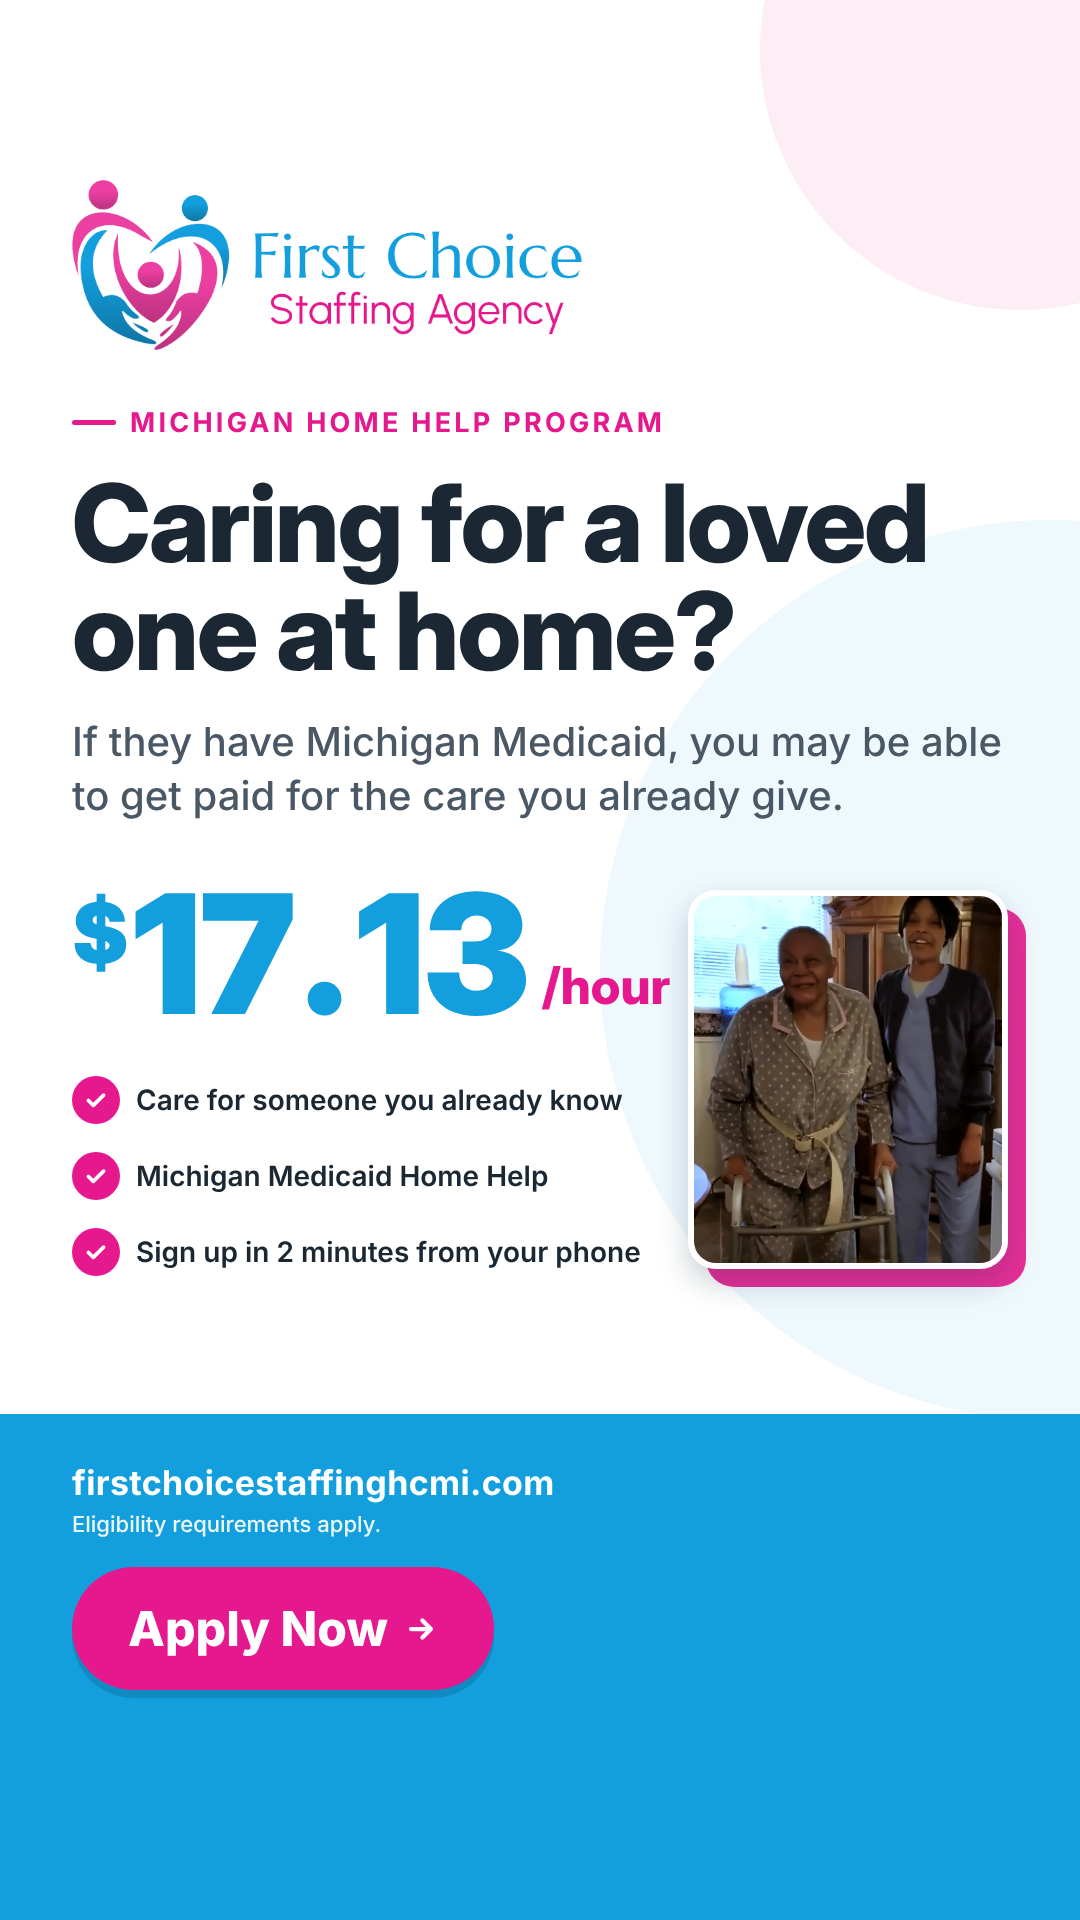 First Choice
Staffing Agency
MICHIGAN HOME HELP PROGRAM
Caring for a loved
one at home?
If they have Michigan Medicaid, you may be able
to get paid for the care you already give.
$17.13 /hour
Care for someone you already know
Michigan Medicaid Home Help
Sign up in 2 minutes from your phone
firstchoicestaffinghcmi.com
Eligibility requirements apply.
Apply Now →